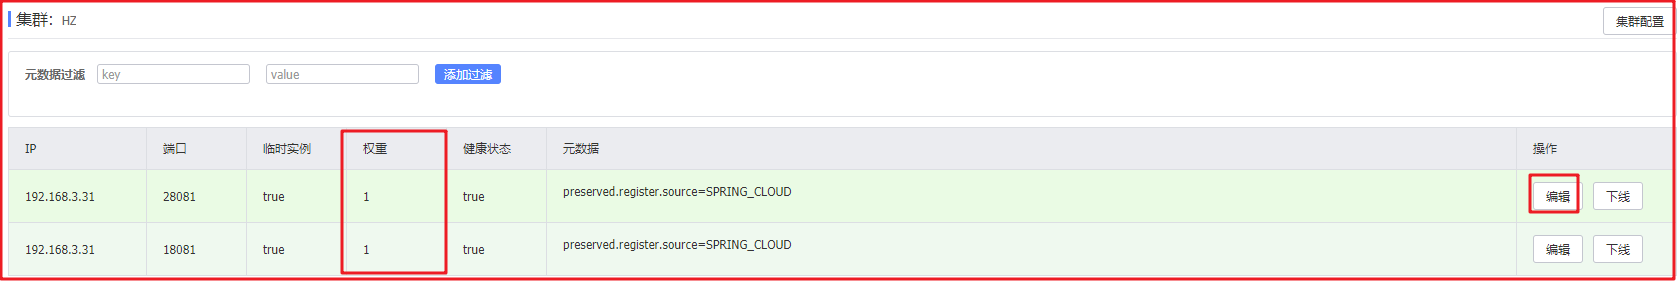 集群： HZ
集群配置
元数据过滤 key value 添加过滤
IP 端口 临时实例 权重 健康状态 元数据 操作
192.168.3.31 28081 true 1 true preserved.register.source=SPRING_CLOUD 编辑 下线
192.168.3.31 18081 true 1 true preserved.register.source=SPRING_CLOUD 编辑 下线